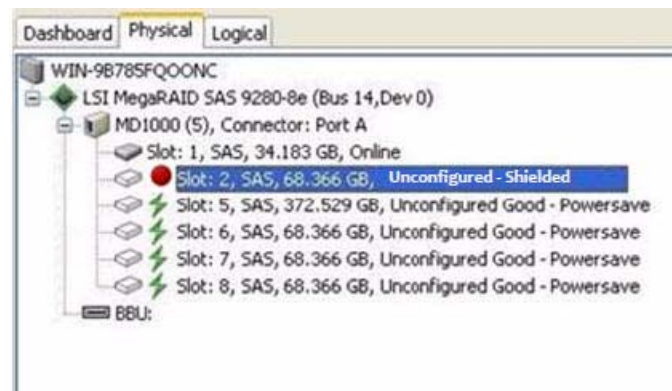 Dashboard Physical Logical
WIN-9B785FQOONC
LSI MegaRAID SAS 9280-8e (Bus 14,Dev 0)
MD1000 (5), Connector: Port A
Slot: 1, SAS, 34.183 GB, Online
Slot: 2, SAS, 68.366 GB, Unconfigured - Shielded
Slot: 5, SAS, 372.529 GB, Unconfigured Good - Powersave
Slot: 6, SAS, 68.366 GB, Unconfigured Good - Powersave
Slot: 7, SAS, 68.366 GB, Unconfigured Good - Powersave
Slot: 8, SAS, 68.366 GB, Unconfigured Good - Powersave
BBU: